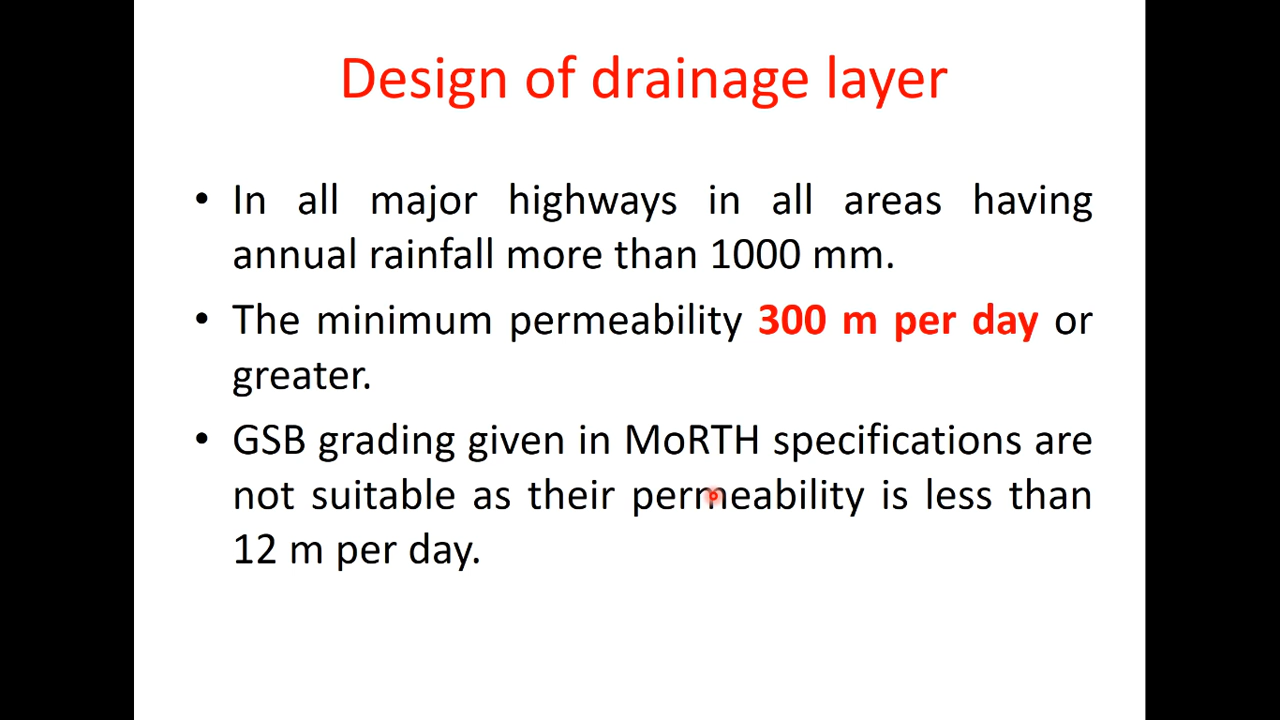 Design of drainage layer
• In all major highways in all areas having
annual rainfall more than 1000 mm.
• The minimum permeability 300 m per day or
greater.
• GSB grading given in MoRTH specifications are
not suitable as their permeability is less than
12 m per day.